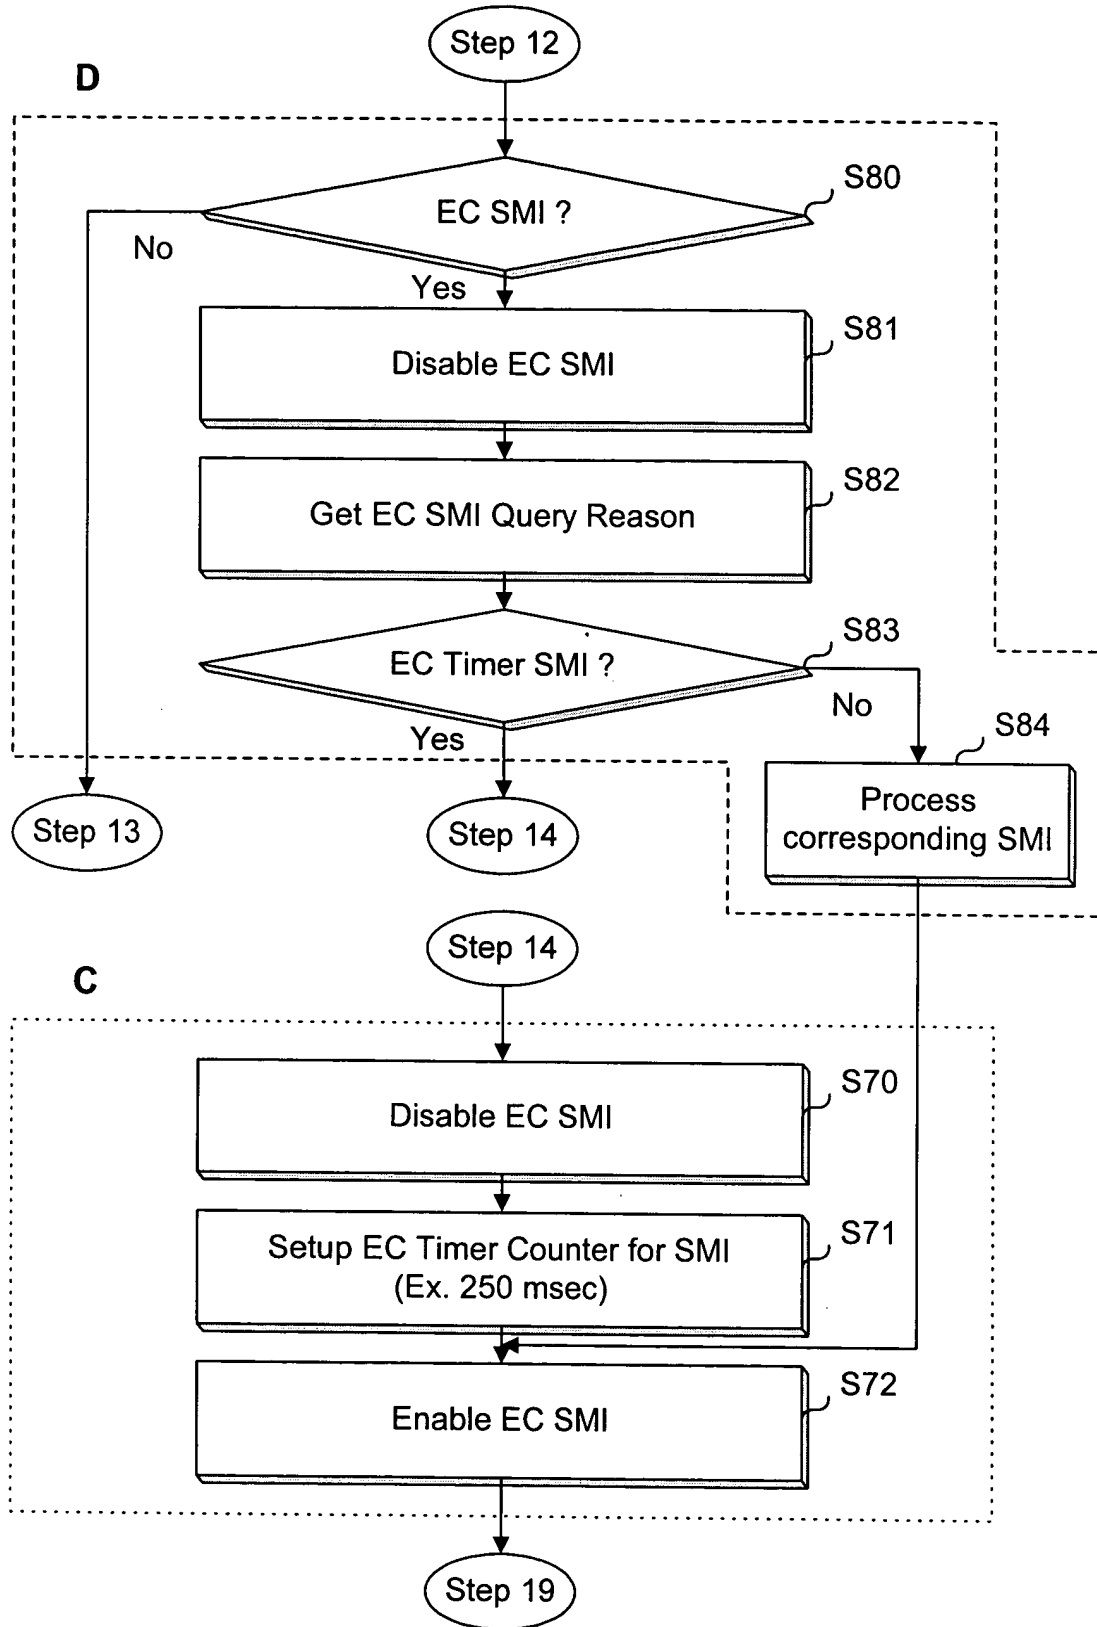 Step 12
D
S80
EC SMI ?
No
Yes
S81
Disable EC SMI
S82
Get EC SMI Query Reason
S83
EC Timer SMI ?
No
Yes
S84
Process
corresponding SMI
Step 13
Step 14
Step 14
C
S70
Disable EC SMI
S71
Setup EC Timer Counter for SMI
(Ex. 250 msec)
S72
Enable EC SMI
Step 19